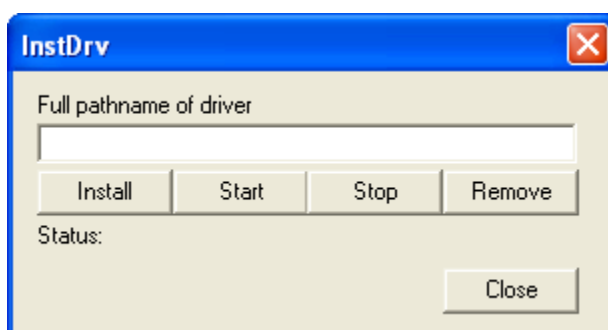 InstDrv
Full pathname of driver
Install Start Stop Remove
Status:
Close